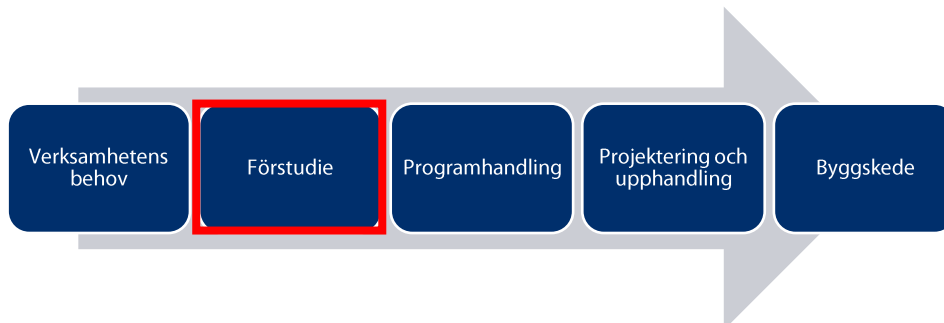 Verksamhetens
behov
Förstudie
Programhandling
Projektering och
upphandling
Byggskede